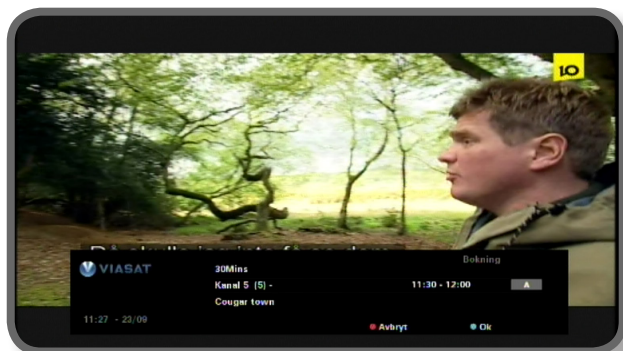 10
Bokning
VIASAT
30Mins
Kanal 5 (5) - 11:30 - 12:00 A
Cougar town
11:27 - 23/09
Avbryt Ok